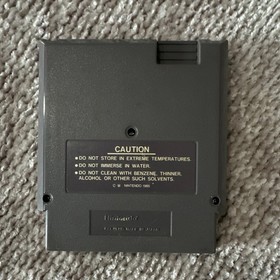 CAUTION
●DO NOT STORE IN EXTREME TEMPERATURES.
●DO NOT IMMERSE IN WATER.
●DO NOT CLEAN WITH BENZENE, THINNER,
ALCOHOL OR OTHER SUCH SOLVENTS.
NINTENDO